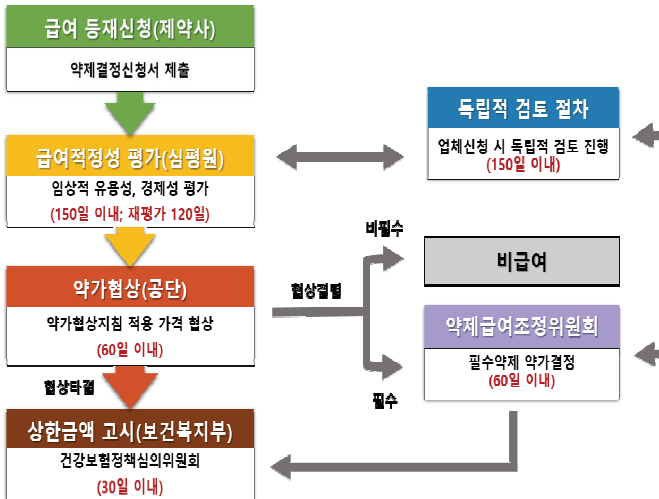 급여 등재신청(제약사)
약제결정신청서 제출
급여적정성 평가(심평원)
임상적 유용성, 경제성 평가
(150일 이내; 재평가 120일)
약가협상(공단)
약가협상지침 적용 가격 협상
(60일 이내)
협상타결
상한금액 고시(보건복지부)
건강보험정책심의위원회
(30일 이내)
독립적 검토 절차
업체신청 시 독립적 검토 진행
(150일 이내)
비필수
비급여
협상결렬
약제급여조정위원회
필수약제 약가결정
(60일 이내)
필수